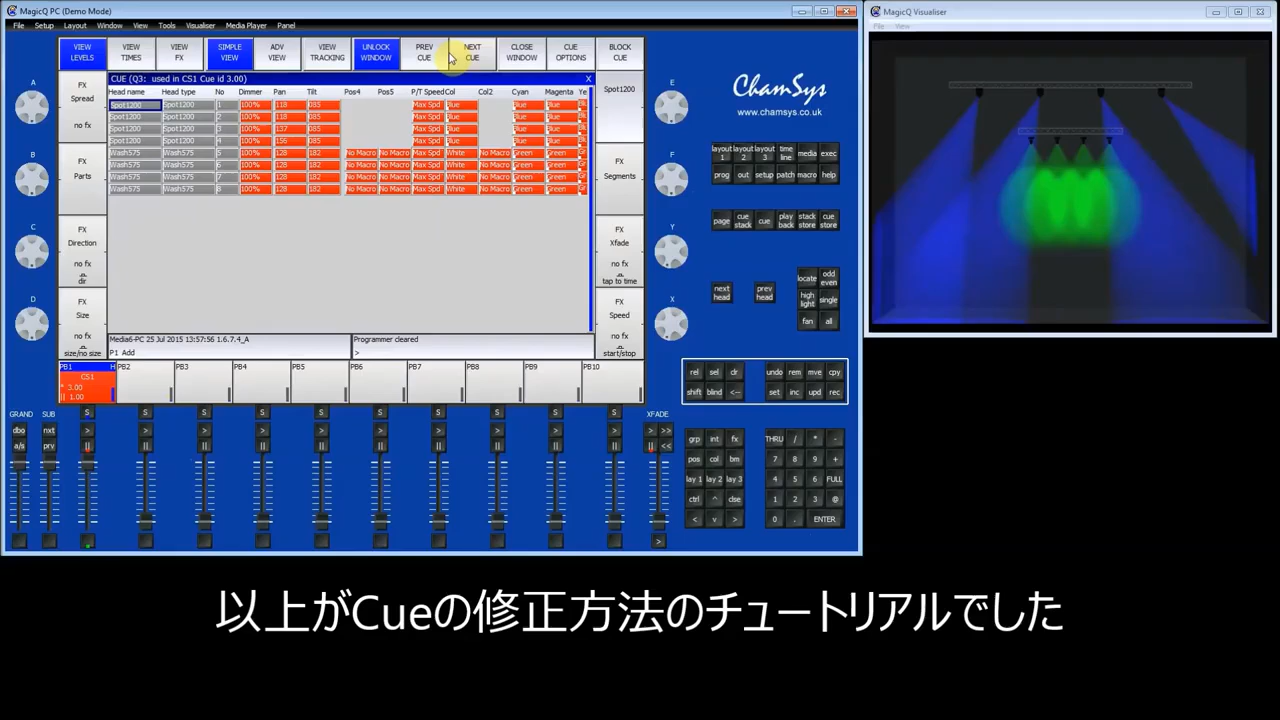 MagicQ PC (Demo Mode)
File Setup Layout Window View Tools Visualiser Media Player Panel
VIEW LEVELS
VIEW TIMES
VIEW FX
SIMPLE VIEW
ADV VIEW
VIEW TRACKING
UNLOCK WINDOW
PREV CUE
NEXT CUE
CLOSE WINDOW
CUE OPTIONS
BLOCK CUE
CUE (Q3: used in CS1 Cue id 3.00) X
Head name Head type No Dimmer Pan Tilt Pos4 Pos5 P/T Speed Col Col2 Cyan Magenta Ye
Spot1200 Spot1200 1 100% 118 085 Max Spd Blue Blue Blue
Spot1200 Spot1200 2 100% 118 085 Max Spd Blue Blue Blue
Spot1200 Spot1200 3 100% 137 085 Max Spd Blue Blue Blue
Spot1200 Spot1200 4 100% 156 085 Max Spd Blue Blue Blue
Wash575 Wash575 5 100% 128 182 No Macro No Macro Max Spd White No Macro Green Green Gr
Wash575 Wash575 6 100% 128 182 No Macro No Macro Max Spd White No Macro Green Green Gr
Wash575 Wash575 7 100% 128 182 No Macro No Macro Max Spd White No Macro Green Green Gr
Wash575 Wash575 8 100% 128 182 No Macro No Macro Max Spd White No Macro Green Green Gr
A
FX
Spread
no fx
B
FX
Parts
C
FX
Direction
no fx
dir
D
FX
Size
no fx
size/no size
Spot1200
E
FX
Segments
F
FX
Xfade
no fx
tap to time
Y
FX
Speed
no fx
start/stop
X
Media6-PC 25 Jul 2015 13:57:56 1.6.7.4_A
P1 Add
Programmer cleared
>
PB1 H PB2 PB3 PB4 PB5 PB6 PB7 PB8 PB9 PB10
CS1
* 3.00
|| 1.00
GRAND SUB S S S S S S S S S S XFADE
dbo nxt > > > > > > > > > > > >>
a/s prv || || || || || || || || || || || <<
>
ChamSys
www.chamsys.co.uk
layout 1 layout 2 layout 3 time line media exec
prog out setup patch macro help
page cue stack cue play back stack store cue store
next head prev head
locate odd even
high light single
fan all
rel sel clr undo rem mve cpy
shift blind <-- set inc upd rec
grp int fx THRU / * -
pos col bm 7 8 9 +
lay 1 lay 2 lay 3 4 5 6 FULL
ctrl ^ clse 1 2 3 @
< v > 0 . ENTER
MagicQ Visualiser
File View
以上がCueの修正方法のチュートリアルでした